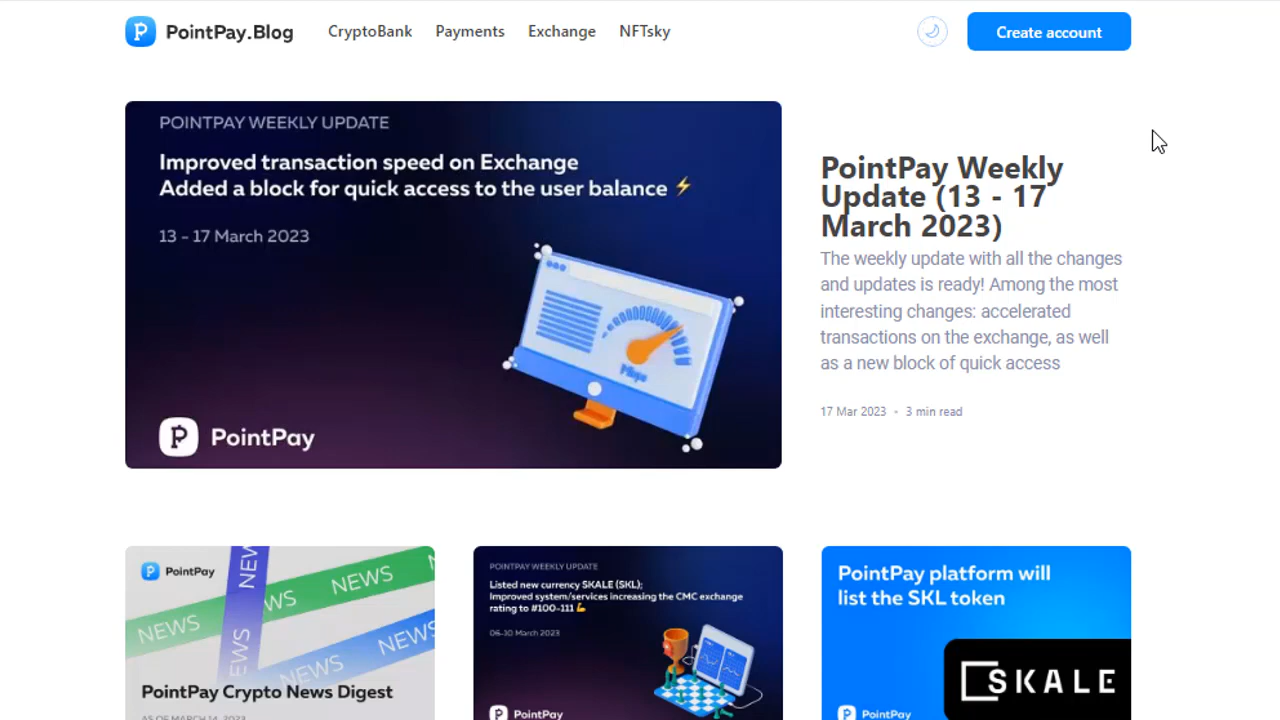 PointPay.Blog
CryptoBank
Payments
Exchange
NFTsky
Create account
POINTPAY WEEKLY UPDATE
Improved transaction speed on Exchange
Added a block for quick access to the user balance ⚡
13 - 17 March 2023
Mbps
PointPay
PointPay Weekly
Update (13 - 17
March 2023)
The weekly update with all the changes
and updates is ready! Among the most
interesting changes: accelerated
transactions on the exchange, as well
as a new block of quick access
17 Mar 2023 • 3 min read
PointPay
NEWS
NEWS
NEWS
NEWS
NEWS
NEWS
PointPay Crypto News Digest
AS OF MARCH 14, 2023
POINTPAY WEEKLY UPDATE
Listed new currency SKALE (SKL);
Improved system/services increasing the CMC exchange
rating to #100-111 💪
06-10 March 2023
PointPay
PointPay platform will
list the SKL token
SKALE
PointPay